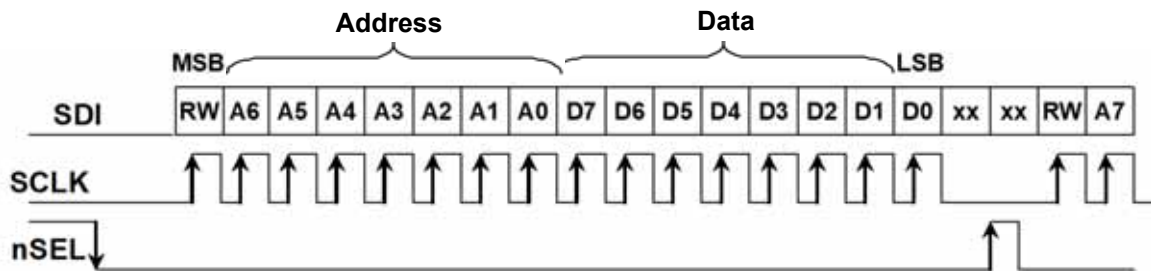 Address Data
MSB LSB
SDI RW A6 A5 A4 A3 A2 A1 A0 D7 D6 D5 D4 D3 D2 D1 D0 xx xx RW A7
SCLK
nSEL